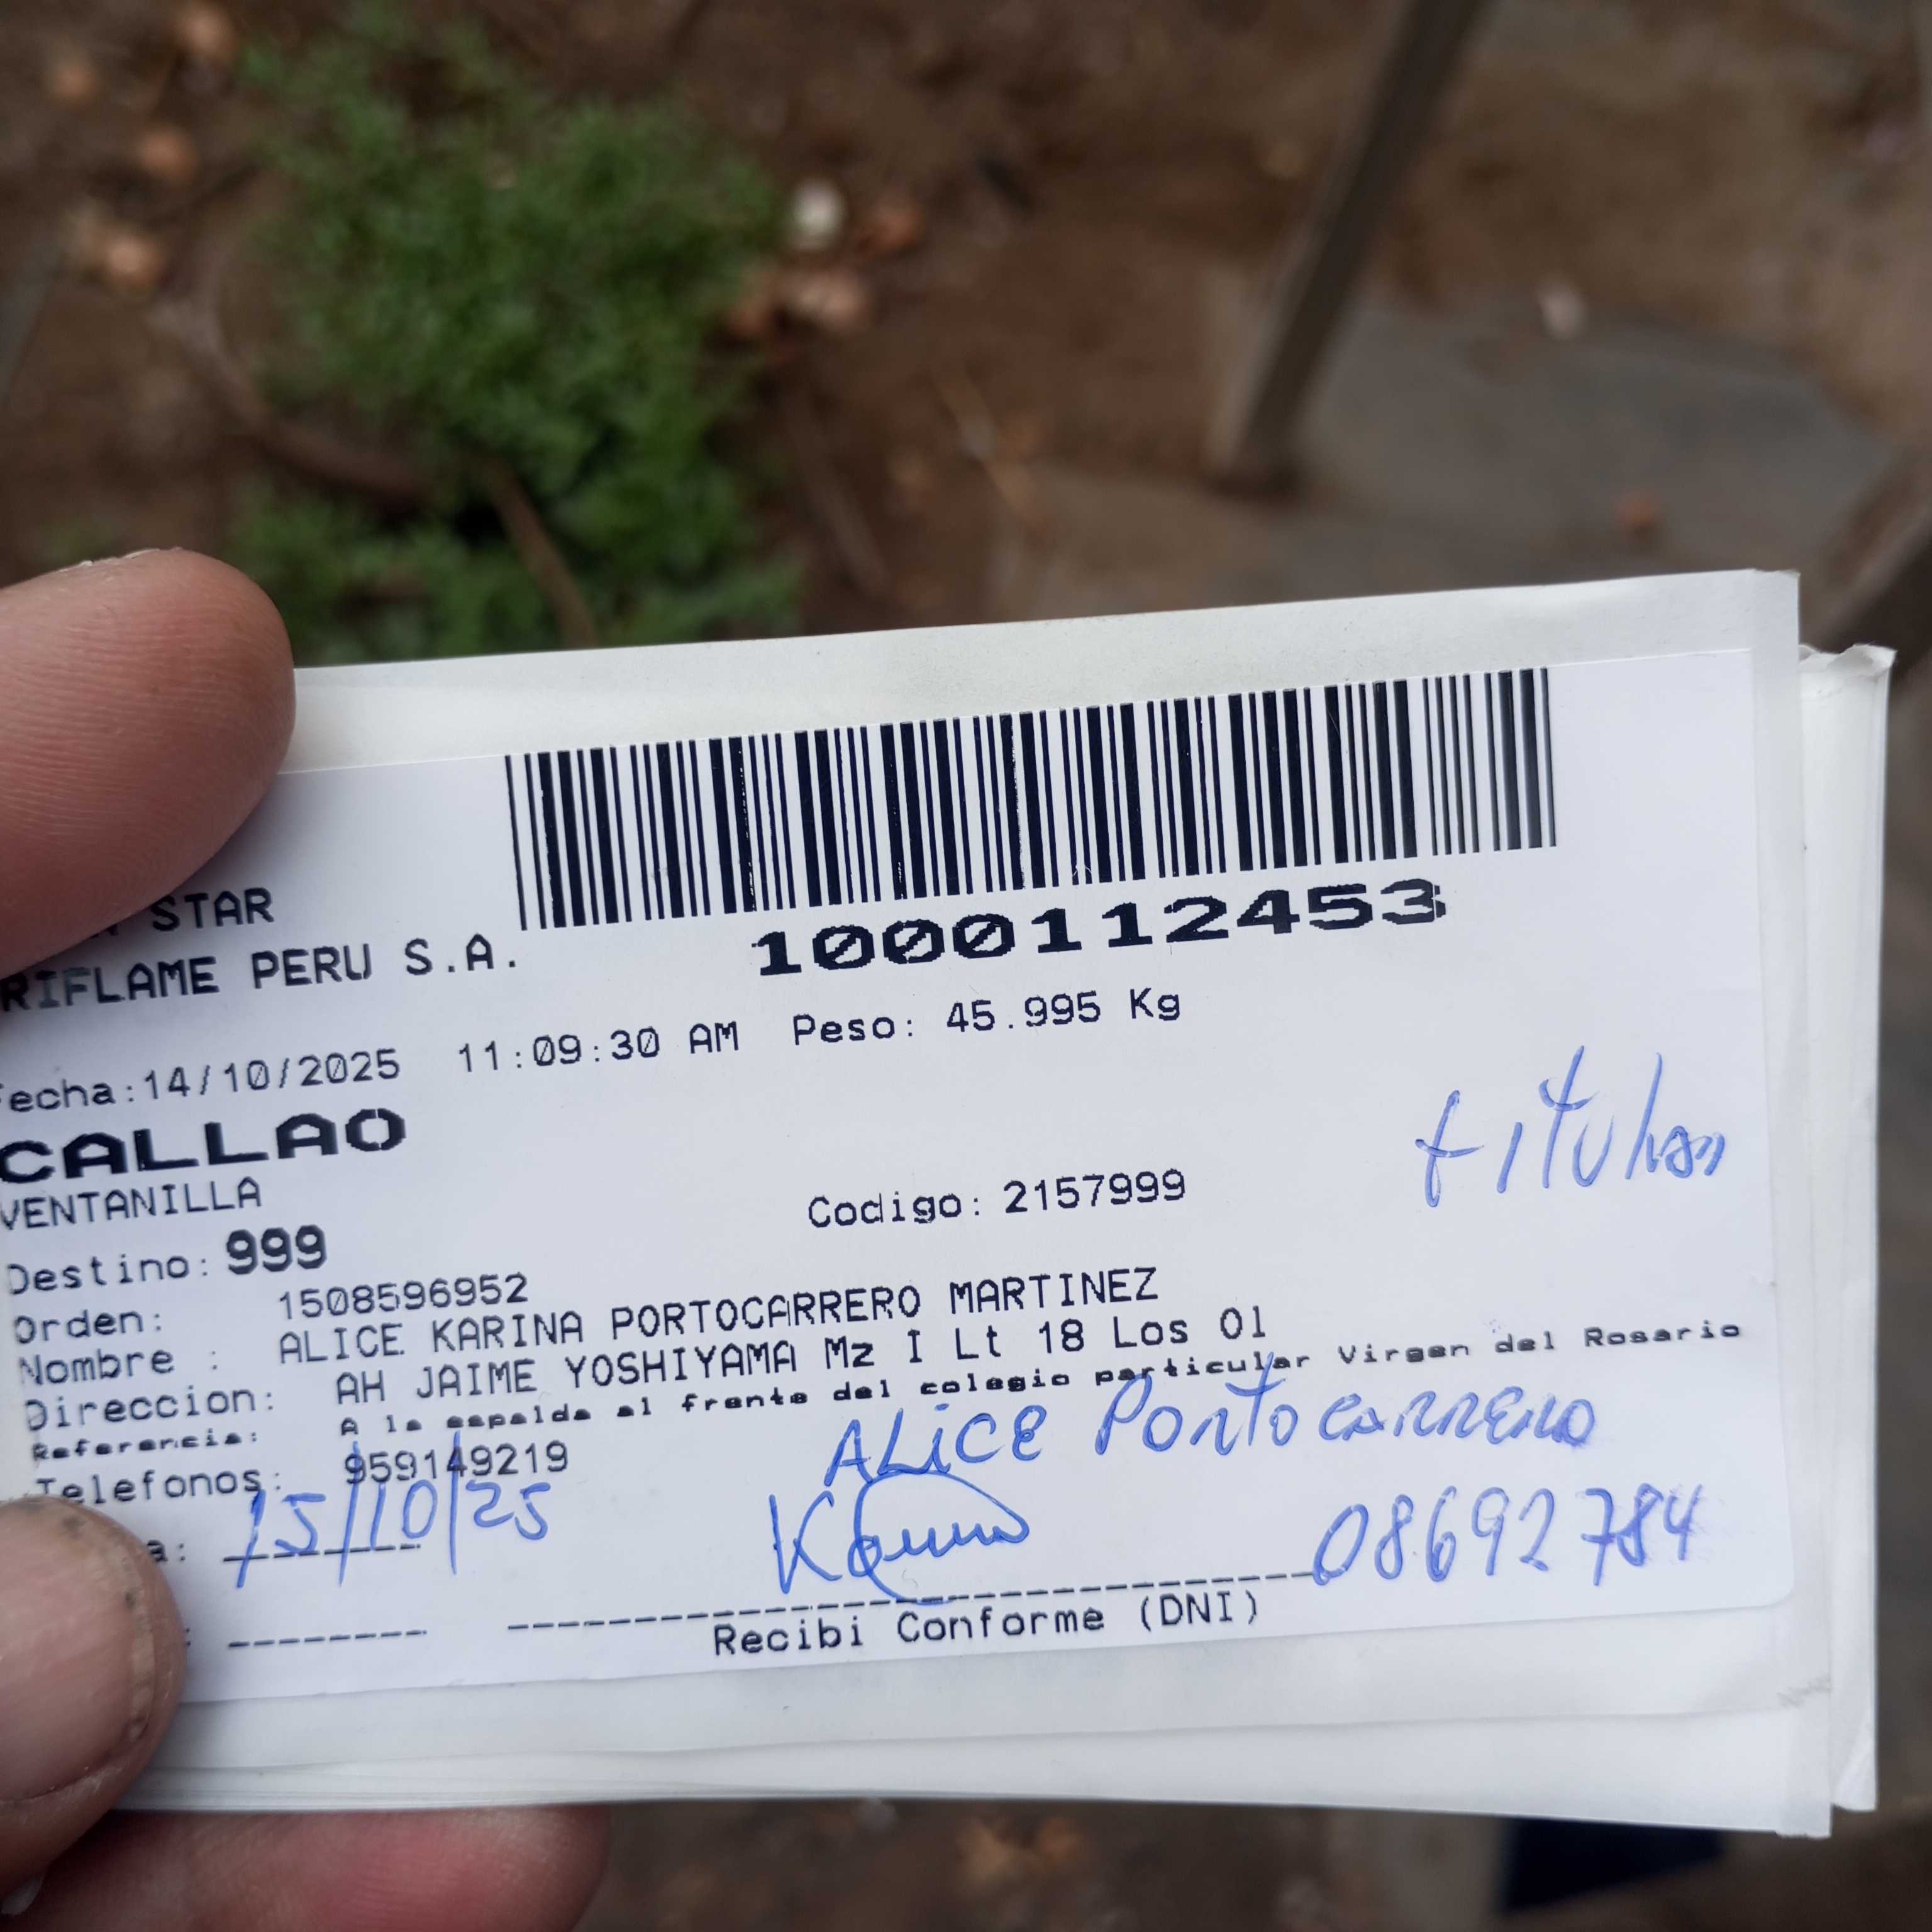 STAR
RIFLAME PERU S.A.
1000112453
Fecha:14/10/2025 11:09:30 AM Peso: 45.995 Kg
CALLAO
VENTANILLA
Codigo: 2157999
titular
Destino: 999
Orden: 1508596952
Nombre : ALICE KARINA PORTOCARRERO MARTINEZ
Direccion: AH JAIME YOSHIYAMA Mz I Lt 18 Los Ol
Referencia: A la espalda al frente del colegio particular Virgen del Rosario
Telefonos: 959149219
ALICE PORTOCARRERO
a: 15/10/25
08692784
Recibi Conforme (DNI)